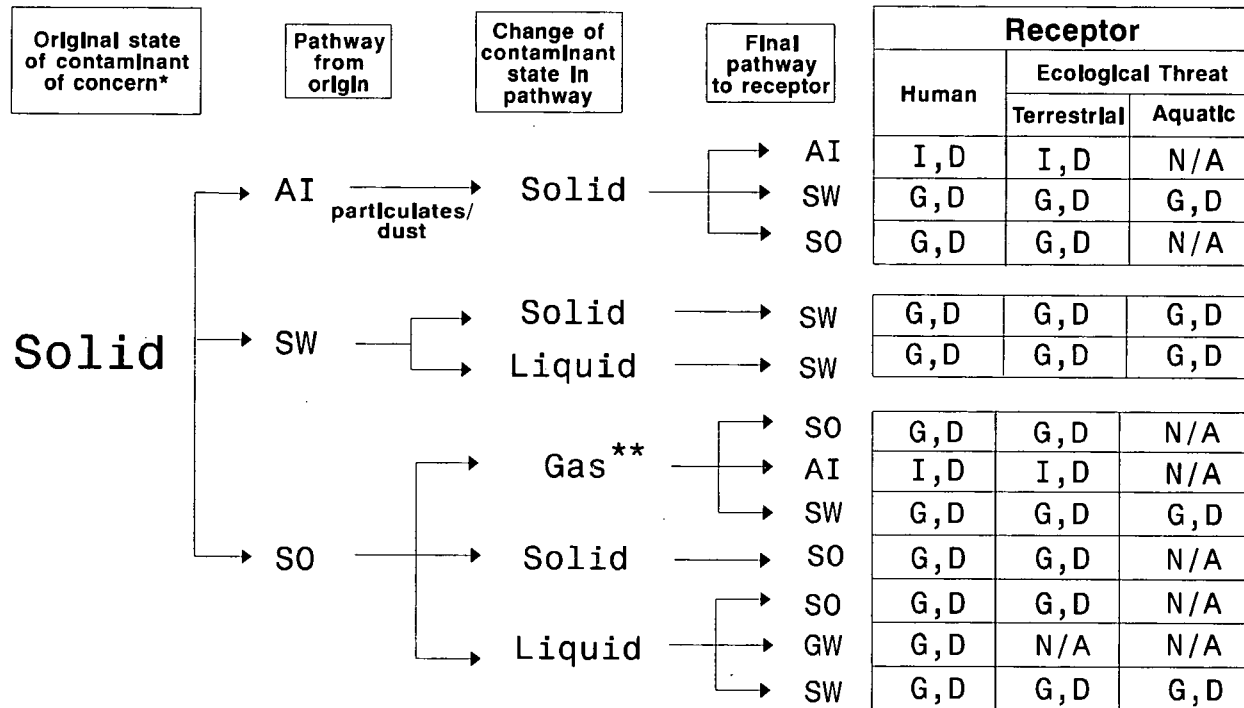 Original state
of contaminant
of concern*
Pathway
from
origin
Change of
contaminant
state in
pathway
Final
pathway
to receptor
Receptor
Human
Ecological Threat
Terrestrial
Aquatic
Solid
AI
particulates/
dust
Solid
AI I,D I,D N/A
SW G,D G,D G,D
SO G,D G,D N/A
SW
Solid SW G,D G,D G,D
Liquid SW G,D G,D G,D
SO
Gas**
SO G,D G,D N/A
AI I,D I,D N/A
SW G,D G,D G,D
Solid SO G,D G,D N/A
Liquid
SO G,D G,D N/A
GW G,D N/A N/A
SW G,D G,D G,D